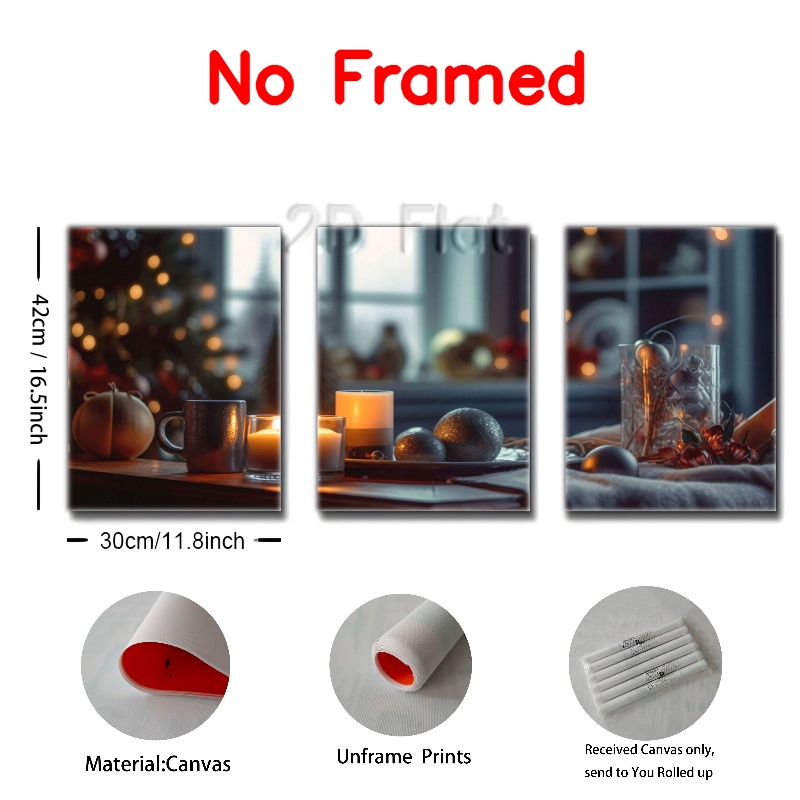 No Framed
2D Flat
42cm / 16.5inch
30cm/11.8inch
Material:Canvas
Unframe Prints
Received Canvas only,
send to You Rolled up